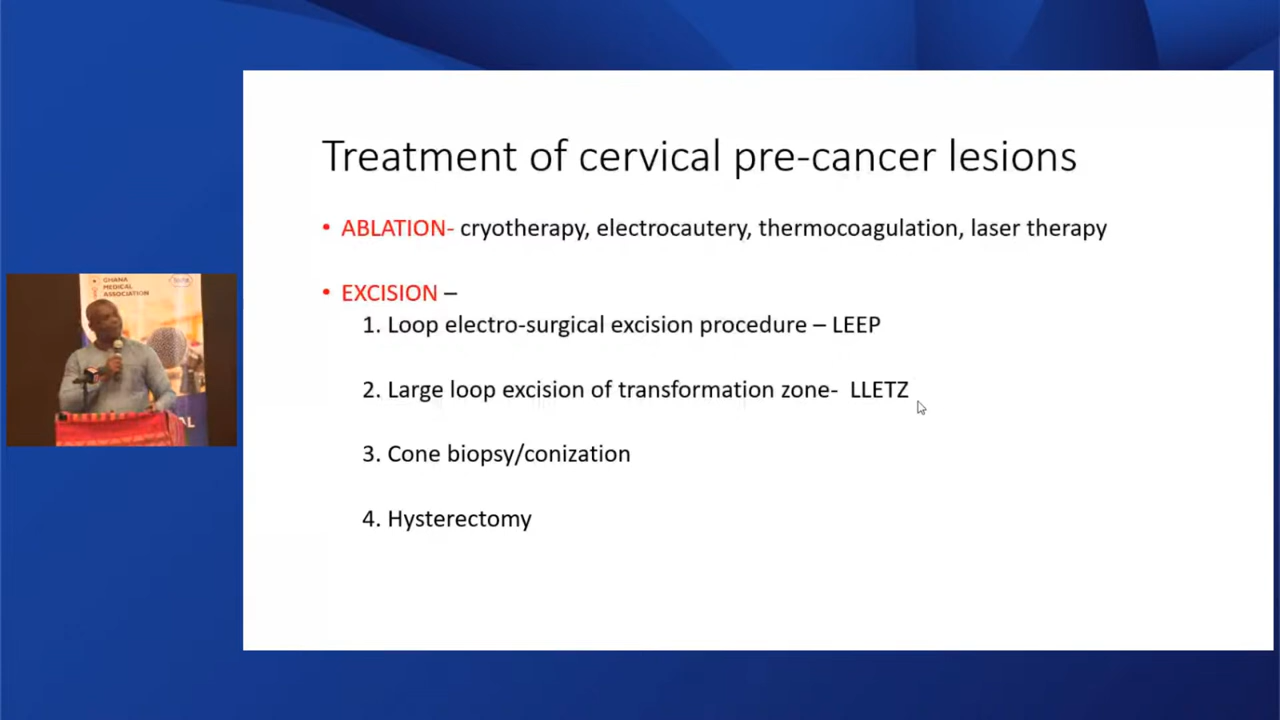 Treatment of cervical pre-cancer lesions
• ABLATION- cryotherapy, electrocautery, thermocoagulation, laser therapy
• EXCISION –
1. Loop electro-surgical excision procedure – LEEP
2. Large loop excision of transformation zone-  LLETZ
3. Cone biopsy/conization
4. Hysterectomy
GHANA
MEDICAL
ASSOCIATION